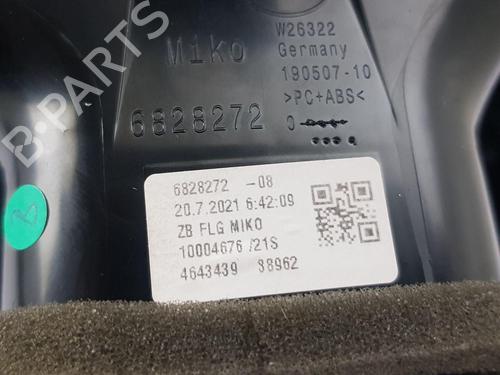 Miko
W26322
Germany
190507-10
>PC+ABS<
6828272
B
6828272 -08
20.7.2021 6:42:09
ZB FLG MIKO
10004676 /21S
4643439 38962
B-PARTS